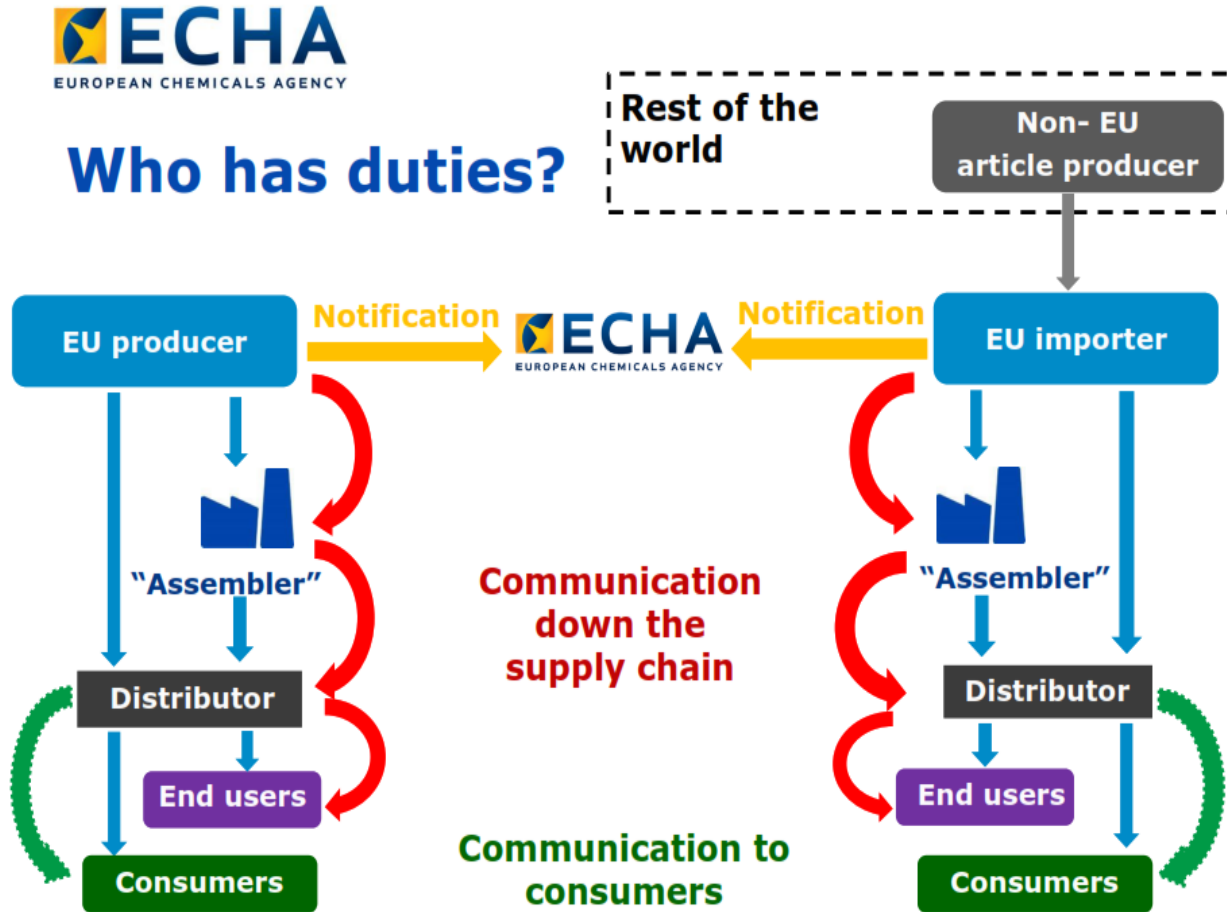 ECHA
EUROPEAN CHEMICALS AGENCY
Who has duties?
Rest of the
world
Non- EU
article producer
EU producer
Notification
ECHA
EUROPEAN CHEMICALS AGENCY
Notification
EU importer
“Assembler”
“Assembler”
Communication
down the
supply chain
Distributor
Distributor
End users
End users
Communication to
consumers
Consumers
Consumers